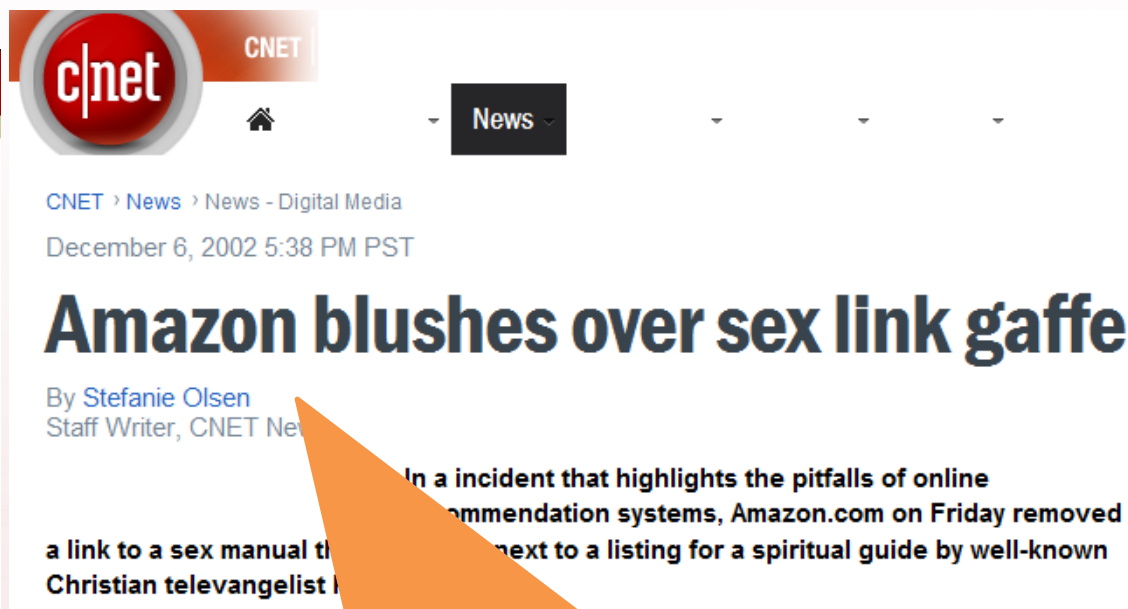 CNET
c|net
News
CNET › News › News - Digital Media
December 6, 2002 5:38 PM PST
Amazon blushes over sex link gaffe
By Stefanie Olsen
Staff Writer, CNET
In a incident that highlights the pitfalls of online
systems, Amazon.com on Friday removed
a link to a sex manual next to a listing for a spiritual guide by well-known
Christian televangelist